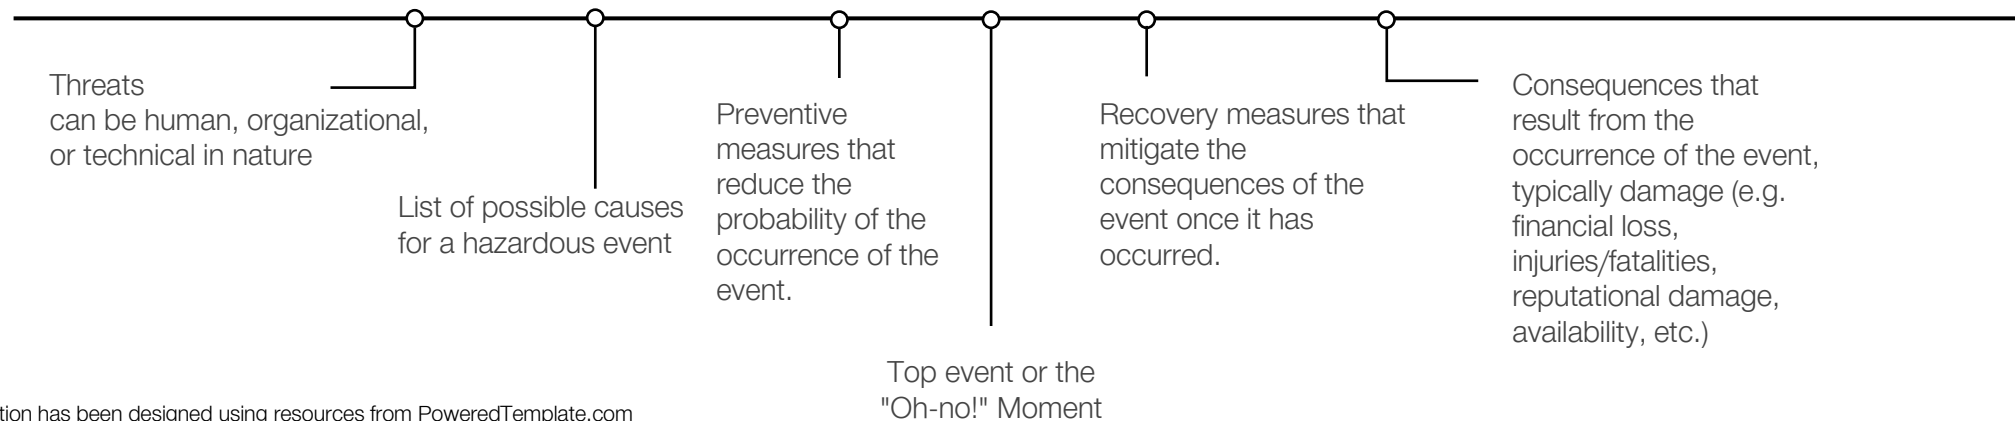 Threats
can be human, organizational,
or technical in nature
List of possible causes
for a hazardous event
Preventive
measures that
reduce the
probability of the
occurrence of the
event.
Top event or the
"Oh-no!" Moment
Recovery measures that
mitigate the
consequences of the
event once it has
occurred.
Consequences that
result from the
occurrence of the event,
typically damage (e.g.
financial loss,
injuries/fatalities,
reputational damage,
availability, etc.)
tion has been designed using resources from PoweredTemplate.com